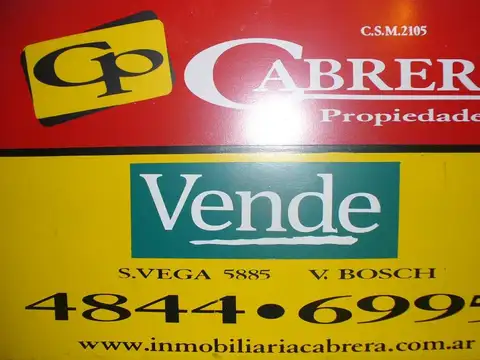 C.S.M.2105
Cp CABRER
Propiedade
Vende
S.VEGA 5885 V. BOSCH
4844•6995
www.inmobiliariacabrera.com.ar